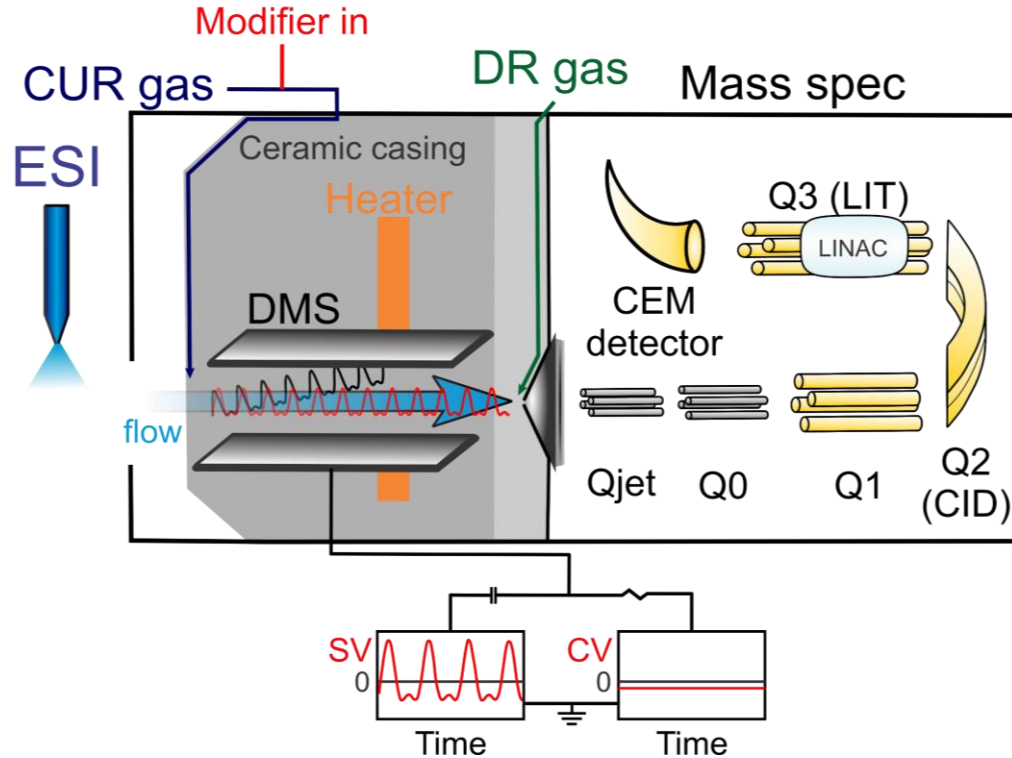 Modifier in
CUR gas
DR gas
Mass spec
ESI
Ceramic casing
Heater
Q3 (LIT)
LINAC
DMS
CEM
detector
flow
Qjet
Q0
Q1
Q2
(CID)
SV
0
CV
0
Time
Time